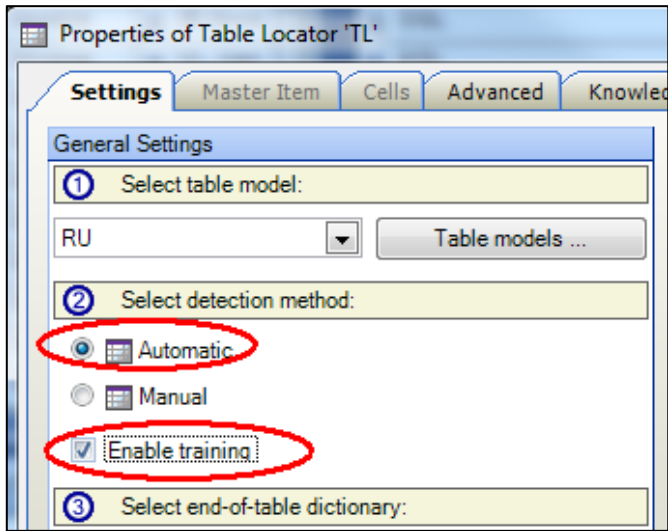 Properties of Table Locator 'TL'
Settings Master Item Cells Advanced Knowled
General Settings
1 Select table model:
RU Table models ...
2 Select detection method:
Automatic
Manual
Enable training
3 Select end-of-table dictionary: